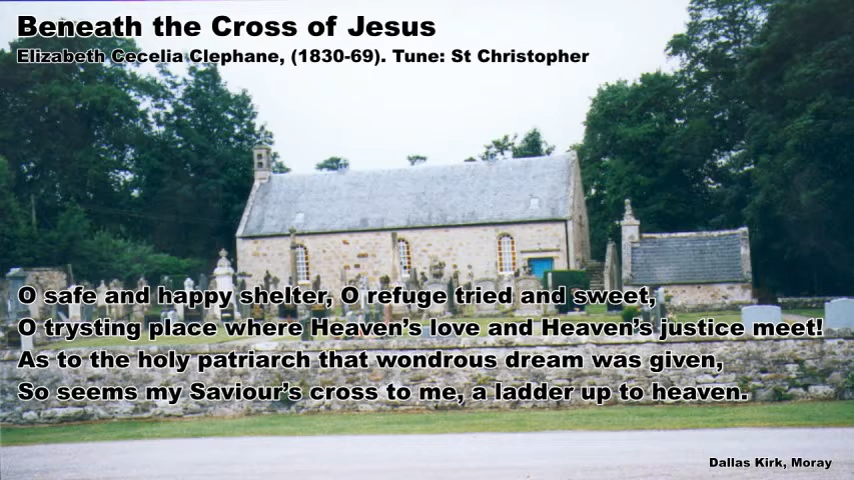 Beneath the Cross of Jesus
Elizabeth Cecelia Clephane, (1830-69). Tune: St Christopher
O safe and happy shelter, O refuge tried and sweet,
O trysting place where Heaven's love and Heaven's justice meet!
As to the holy patriarch that wondrous dream was given,
So seems my Saviour's cross to me, a ladder up to heaven.
Dallas Kirk, Moray